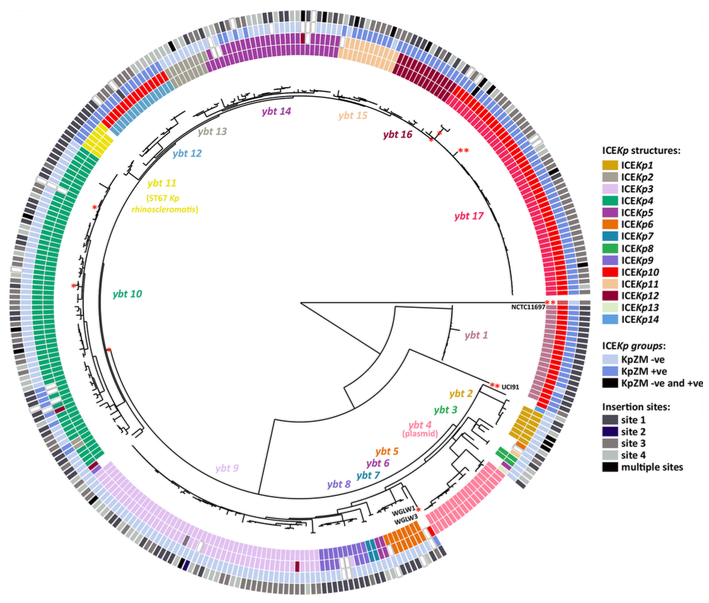 ybt 14
ybt 15
ybt 13
ybt 16
ybt 12
**
ybt 11
(ST67 Kp
rhinoscleromatis)
ybt 17
ybt 10
**
NCTC11697
ybt 1
** UCI91
ybt 2
ybt 3
ybt 4
(plasmid)
ybt 5
ybt 6
ybt 9
ybt 7
ybt 8
WGLW1 *
WGLW3
ICEKp structures:
ICEKp1
ICEKp2
ICEKp3
ICEKp4
ICEKp5
ICEKp6
ICEKp7
ICEKp8
ICEKp9
ICEKp10
ICEKp11
ICEKp12
ICEKp13
ICEKp14
ICEKp groups:
KpZM -ve
KpZM +ve
KpZM -ve and +ve
Insertion sites:
site 1
site 2
site 3
site 4
multiple sites